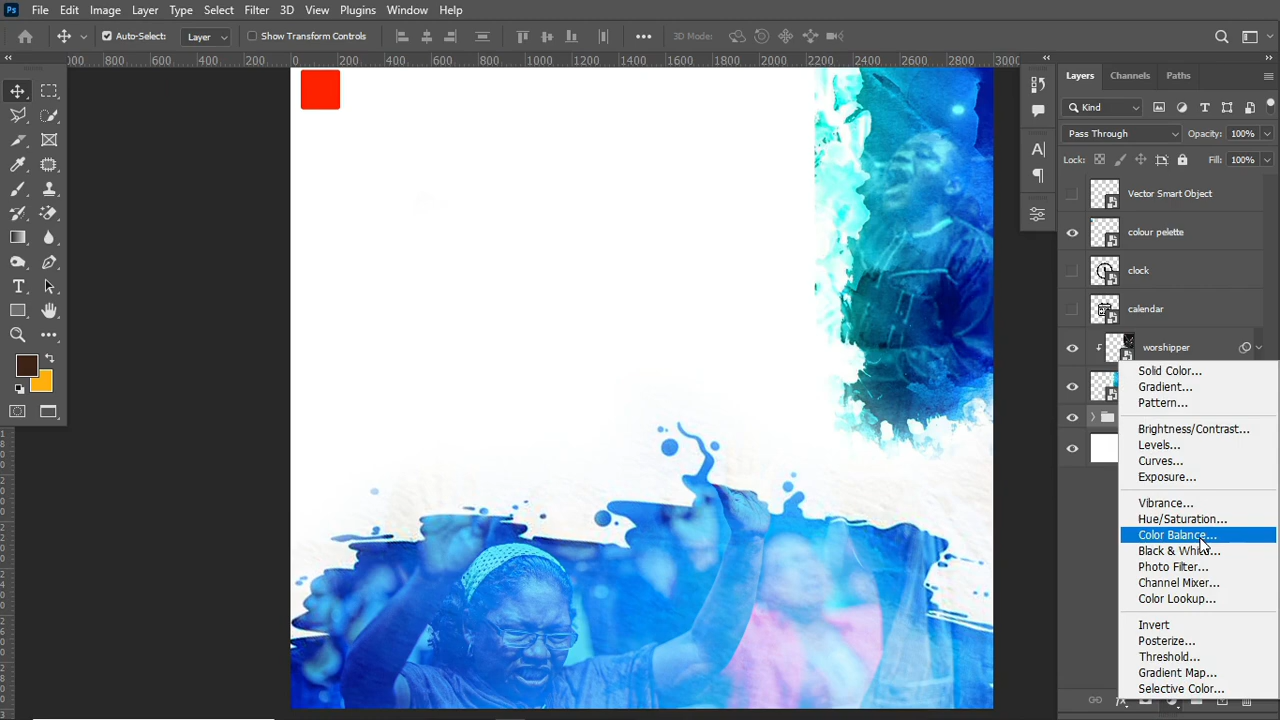 Ps File Edit Image Layer Type Select Filter 3D View Plugins Window Help
Auto-Select: Layer Show Transform Controls 3D Mode:
800 600 400 200 0 200 400 600 800 1000 1200 1400 1600 1800 2000 2200 2400 2600 2800 3000
Layers Channels Paths
Kind
Pass Through Opacity: 100%
Lock: Fill: 100%
Vector Smart Object
colour pelette
clock
calendar
worshipper
Solid Color...
Gradient...
Pattern...
Brightness/Contrast...
Levels...
Curves...
Exposure...
Vibrance...
Hue/Saturation...
Color Balance...
Photo Filter...
Channel Mixer...
Color Lookup...
Invert
Posterize...
Threshold...
Gradient Map...
Selective Color...